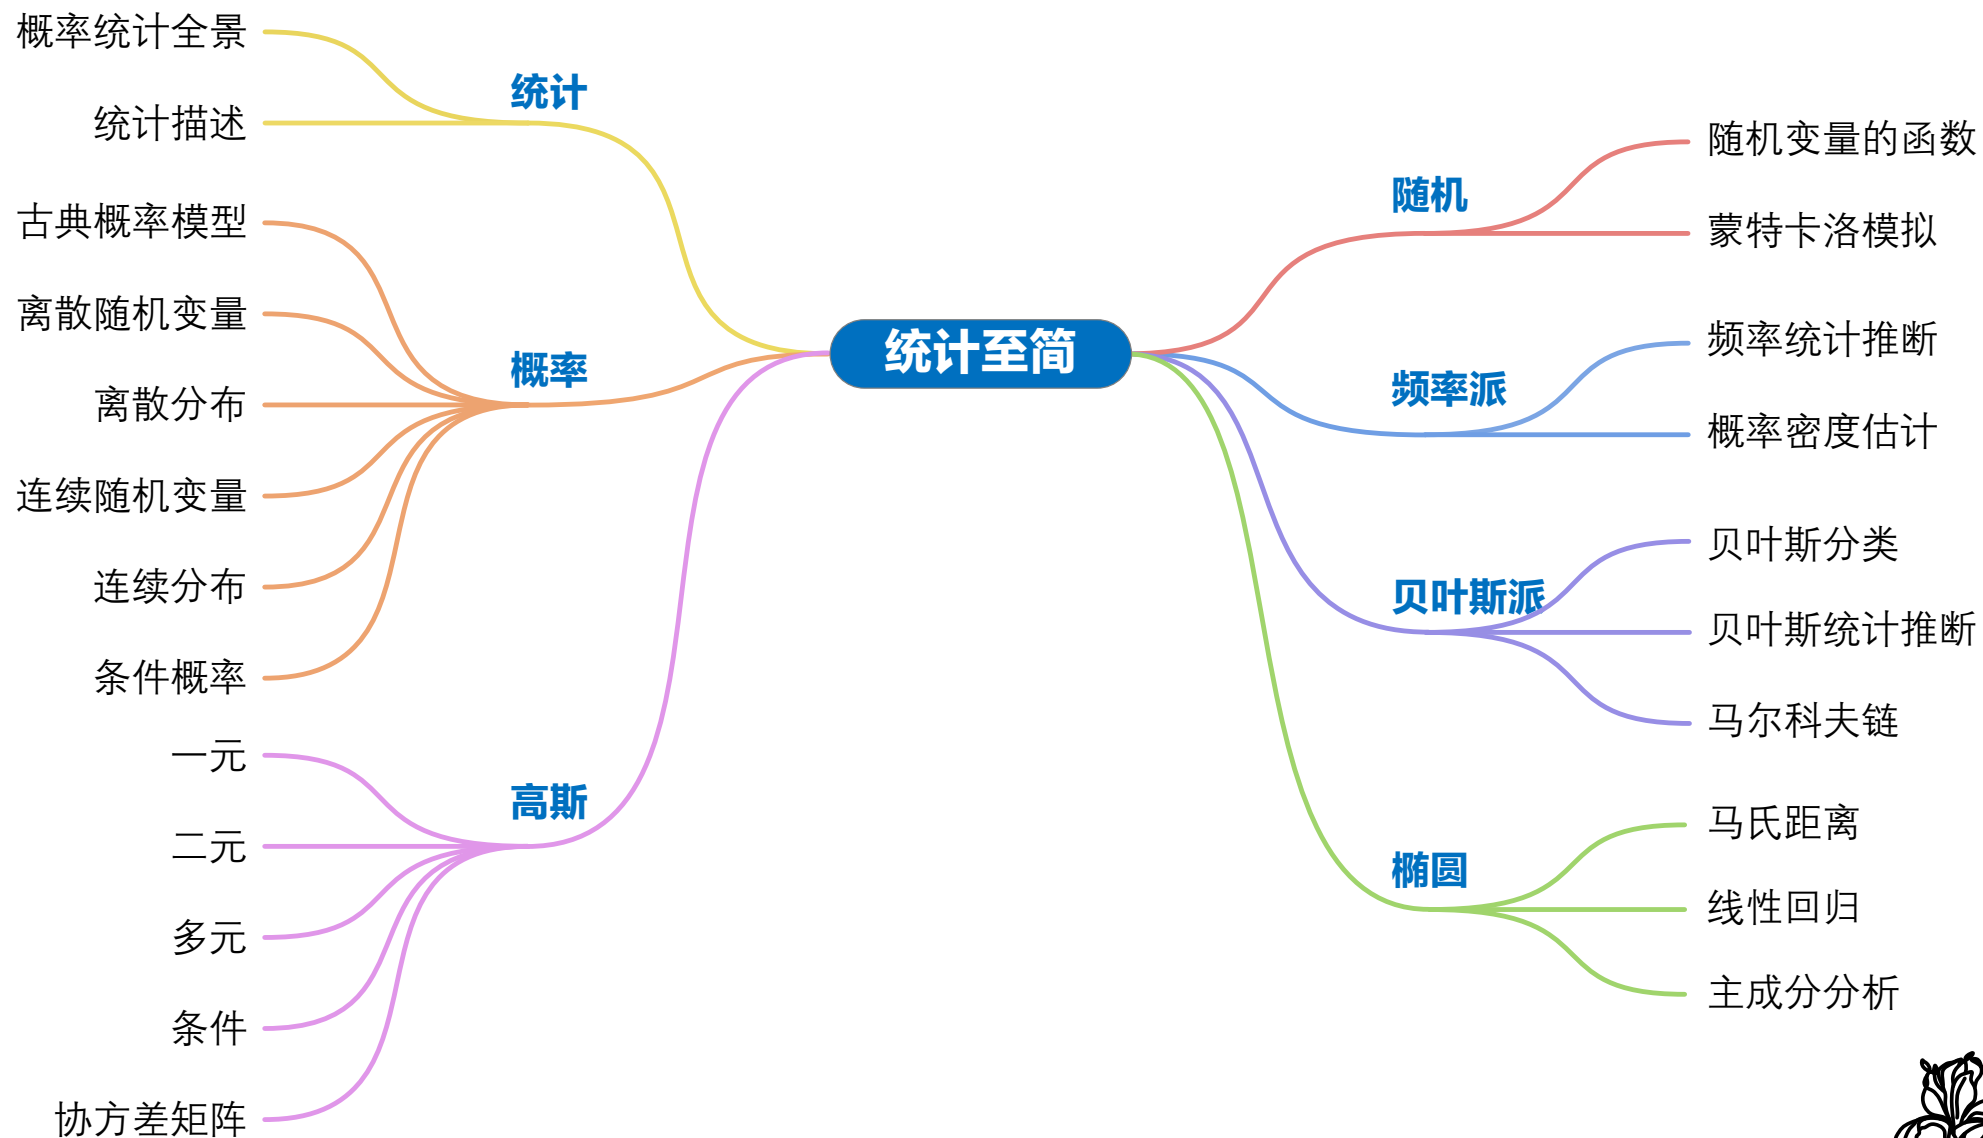 统计至简
统计
概率统计全景
统计描述
概率
古典概率模型
离散随机变量
离散分布
连续随机变量
连续分布
条件概率
高斯
一元
二元
多元
条件
协方差矩阵
随机
随机变量的函数
蒙特卡洛模拟
频率派
频率统计推断
概率密度估计
贝叶斯派
贝叶斯分类
贝叶斯统计推断
马尔科夫链
椭圆
马氏距离
线性回归
主成分分析